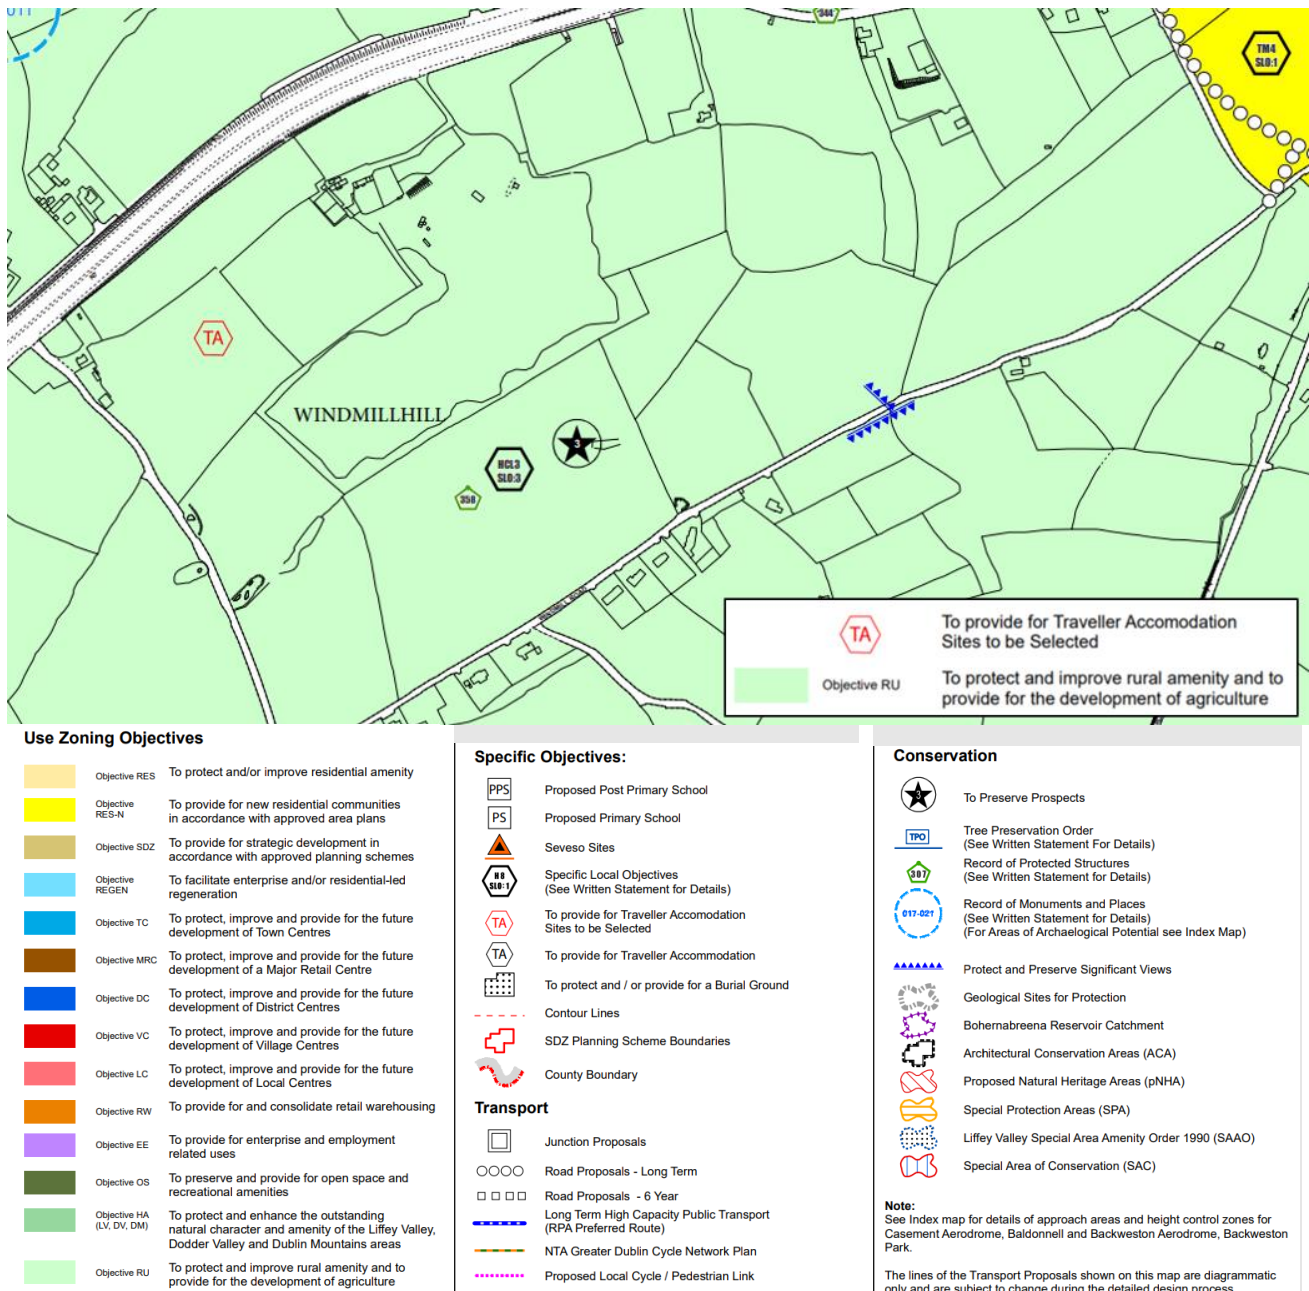 011
344
TM4
SLO:1
TA
WINDMILLHILL
3
HCL3
SLO:3
358
TA
To provide for Traveller Accomodation
Sites to be Selected
Objective RU
To protect and improve rural amenity and to
provide for the development of agriculture
Use Zoning Objectives
Objective RES
To protect and/or improve residential amenity
Objective
RES-N
To provide for new residential communities
in accordance with approved area plans
Objective SDZ
To provide for strategic development in
accordance with approved planning schemes
Objective
REGEN
To facilitate enterprise and/or residential-led
regeneration
Objective TC
To protect, improve and provide for the future
development of Town Centres
Objective MRC
To protect, improve and provide for the future
development of a Major Retail Centre
Objective DC
To protect, improve and provide for the future
development of District Centres
Objective VC
To protect, improve and provide for the future
development of Village Centres
Objective LC
To protect, improve and provide for the future
development of Local Centres
Objective RW
To provide for and consolidate retail warehousing
Objective EE
To provide for enterprise and employment
related uses
Objective OS
To preserve and provide for open space and
recreational amenities
Objective HA
(LV, DV, DM)
To protect and enhance the outstanding
natural character and amenity of the Liffey Valley,
Dodder Valley and Dublin Mountains areas
Objective RU
To protect and improve rural amenity and to
provide for the development of agriculture
Specific Objectives:
PPS
Proposed Post Primary School
PS
Proposed Primary School
Seveso Sites
H8
SLO:1
Specific Local Objectives
(See Written Statement for Details)
TA
To provide for Traveller Accomodation
Sites to be Selected
TA
To provide for Traveller Accommodation
To protect and / or provide for a Burial Ground
Contour Lines
SDZ Planning Scheme Boundaries
County Boundary
Transport
Junction Proposals
Road Proposals - Long Term
Road Proposals - 6 Year
Long Term High Capacity Public Transport
(RPA Preferred Route)
NTA Greater Dublin Cycle Network Plan
Proposed Local Cycle / Pedestrian Link
Conservation
3
To Preserve Prospects
TPO
Tree Preservation Order
(See Written Statement For Details)
307
Record of Protected Structures
(See Written Statement for Details)
017-021
Record of Monuments and Places
(See Written Statement for Details)
(For Areas of Archaelogical Potential see Index Map)
Protect and Preserve Significant Views
Geological Sites for Protection
Bohernabreena Reservoir Catchment
Architectural Conservation Areas (ACA)
Proposed Natural Heritage Areas (pNHA)
Special Protection Areas (SPA)
Liffey Valley Special Area Amenity Order 1990 (SAAO)
Special Area of Conservation (SAC)
Note:
See Index map for details of approach areas and height control zones for
Casement Aerodrome, Baldonnell and Backweston Aerodrome, Backweston
Park.
The lines of the Transport Proposals shown on this map are diagrammatic
only and are subject to change during the detailed design process